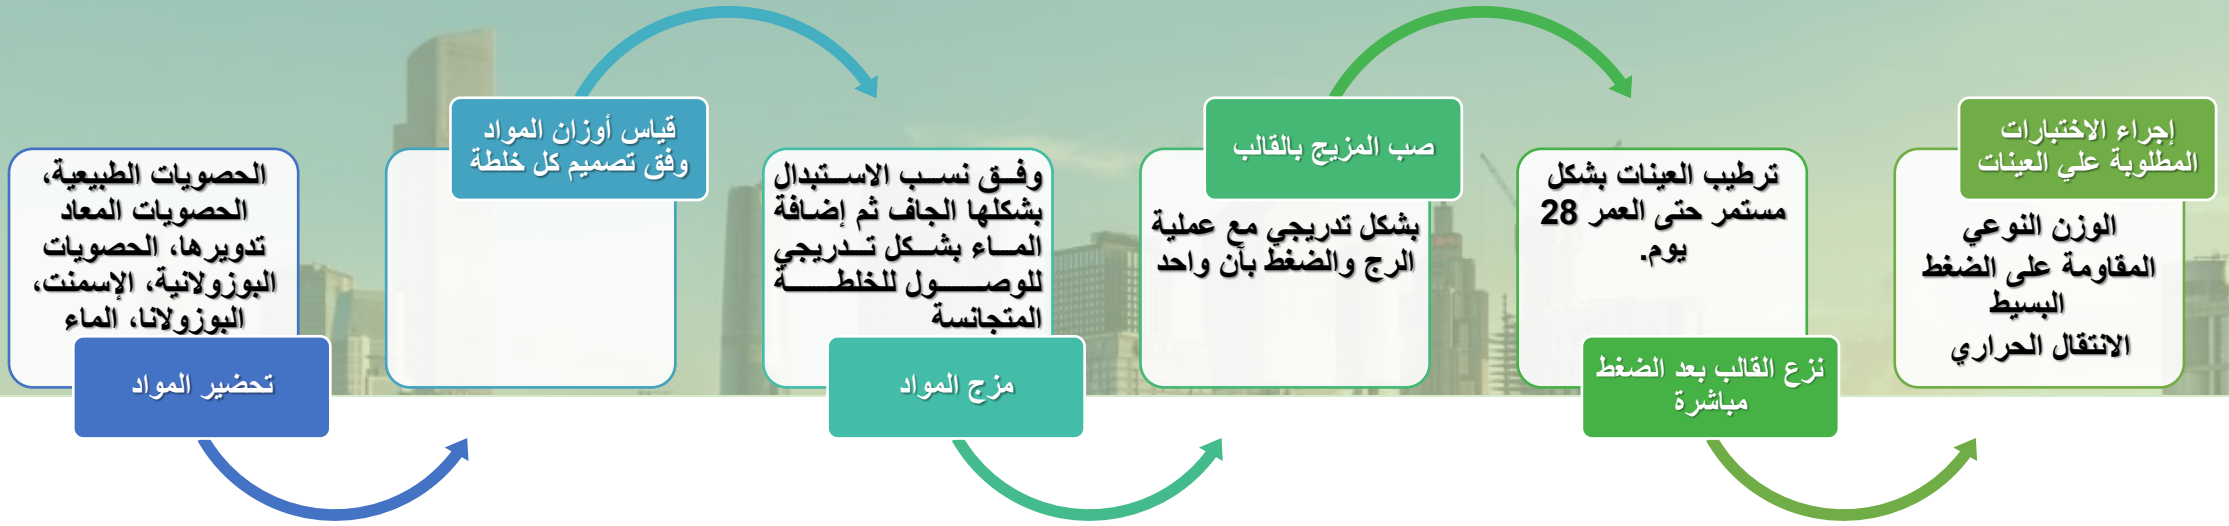 الحصويات الطبيعية،
الحصويات المعاد
تدويرها، الحصويات
البوزولانية، الإسمنت،
البوزولانا، الماء
تحضير المواد
قياس أوزان المواد
وفق تصميم كل خلطة
وفق نسب الاستبدال
بشكلها الجاف ثم إضافة
الماء بشكل تدريجي
للوصول للخلطة
المتجانسة
مزج المواد
صب المزيج بالقالب
بشكل تدريجي مع عملية
الرج والضغط بآن واحد
ترطيب العينات بشكل
مستمر حتى العمر 28
يوم.
نزع القالب بعد الضغط
مباشرة
إجراء الاختبارات
المطلوبة علي العينات
الوزن النوعي
المقاومة على الضغط
البسيط
الانتقال الحراري